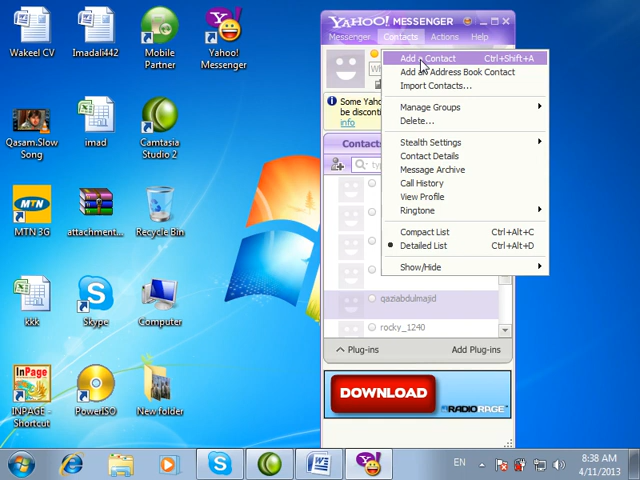 Wakeel CV
Imadali442
Mobile
Partner
Yahoo!
Messenger
Qasam.Slow
Song
imad
Camtasia
Studio 2
MTN
MTN 3G
attachment...
Recycle Bin
kkk
Skype
Computer
InPage
INPAGE -
Shortcut
PowerISO
New folder
YAHOO! MESSENGER
Messenger Contacts Actions Help
Add a Contact Ctrl+Shift+A
Add an Address Book Contact
Import Contacts...
Manage Groups
Delete...
Stealth Settings
Contact Details
Message Archive
Call History
View Profile
Ringtone
Compact List Ctrl+Alt+C
Detailed List Ctrl+Alt+D
Show/Hide
Some Yaho
be disconti
info
Contacts
qaziabdulmajid
rocky_1240
Plug-ins Add Plug-ins
DOWNLOAD
RADIORAGE
EN
8:38 AM
4/11/2013